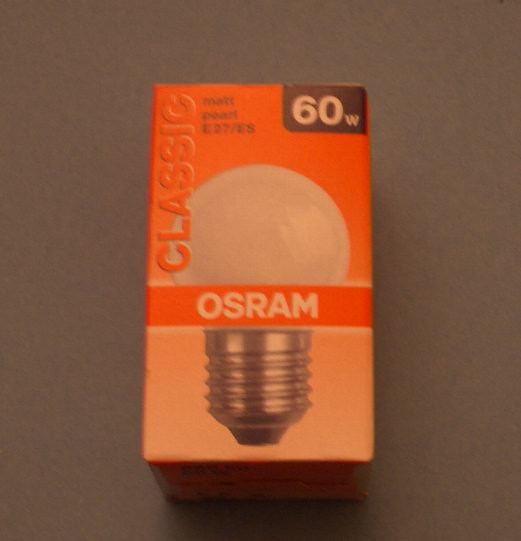 CLASSIC
matt
pearl
E27/ES
60W
OSRAM